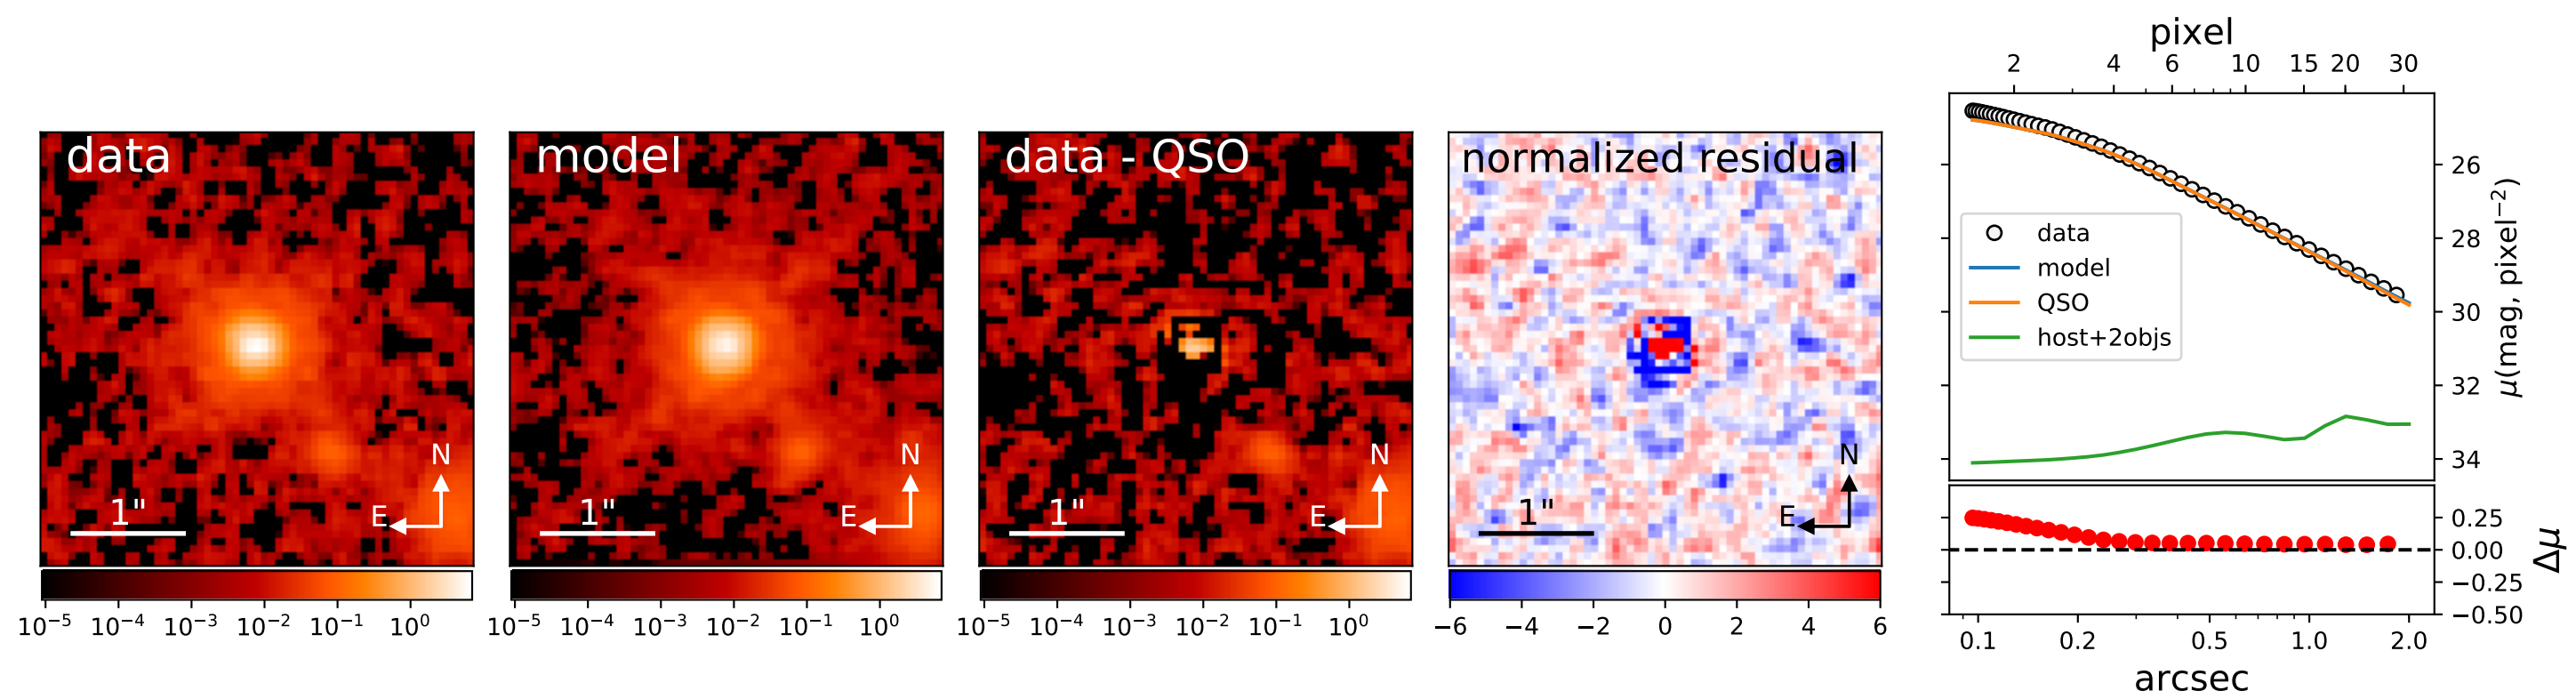 data
N
E
1"
10⁻⁵ 10⁻⁴ 10⁻³ 10⁻² 10⁻¹ 10⁰
model
N
E
1"
10⁻⁵ 10⁻⁴ 10⁻³ 10⁻² 10⁻¹ 10⁰
data - QSO
N
E
1"
10⁻⁵ 10⁻⁴ 10⁻³ 10⁻² 10⁻¹ 10⁰
normalized residual
N
E
1"
−6 −4 −2 0 2 4 6
pixel
2 4 6 10 15 20 30
data
model
QSO
host+2objs
26
28
30
32
34
μ(mag, pixel⁻²)
0.25
0.00
−0.25
−0.50
Δμ
0.1 0.2 0.5 1.0 2.0
arcsec